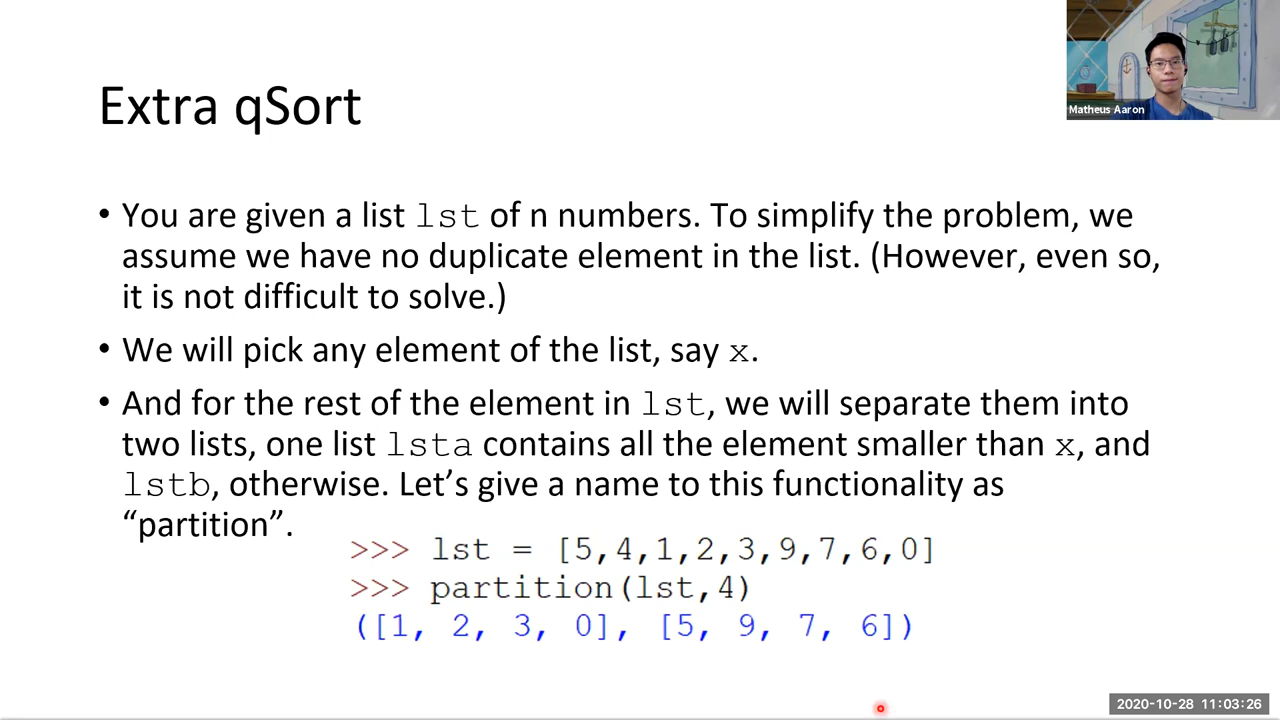 Extra qSort
Matheus Aaron
• You are given a list lst of n numbers. To simplify the problem, we
assume we have no duplicate element in the list. (However, even so,
it is not difficult to solve.)
• We will pick any element of the list, say x.
• And for the rest of the element in lst, we will separate them into
two lists, one list lsta contains all the element smaller than x, and
lstb, otherwise. Let’s give a name to this functionality as
“partition”.
>>> lst = [5,4,1,2,3,9,7,6,0]
>>> partition(lst,4)
([1, 2, 3, 0], [5, 9, 7, 6])
2020-10-28 11:03:26